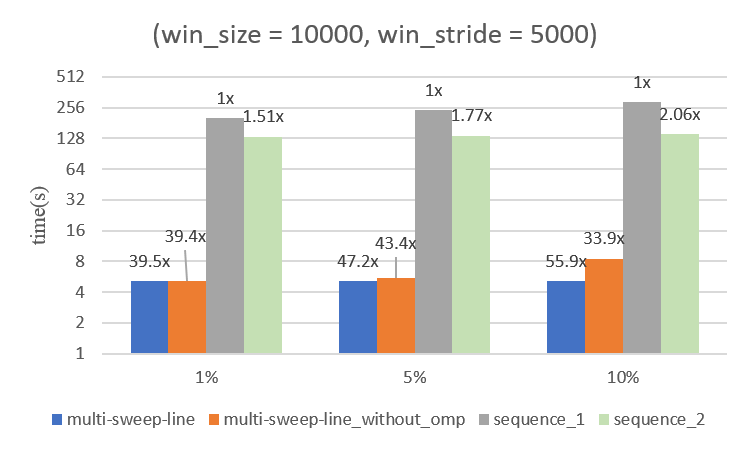 (win_size = 10000, win_stride = 5000)
time(s)
512
256
128
64
32
16
8
4
2
1
39.5x
39.4x
1x
1.51x
47.2x
43.4x
1x
1.77x
55.9x
33.9x
1x
2.06x
1%
5%
10%
multi-sweep-line
multi-sweep-line_without_omp
sequence_1
sequence_2